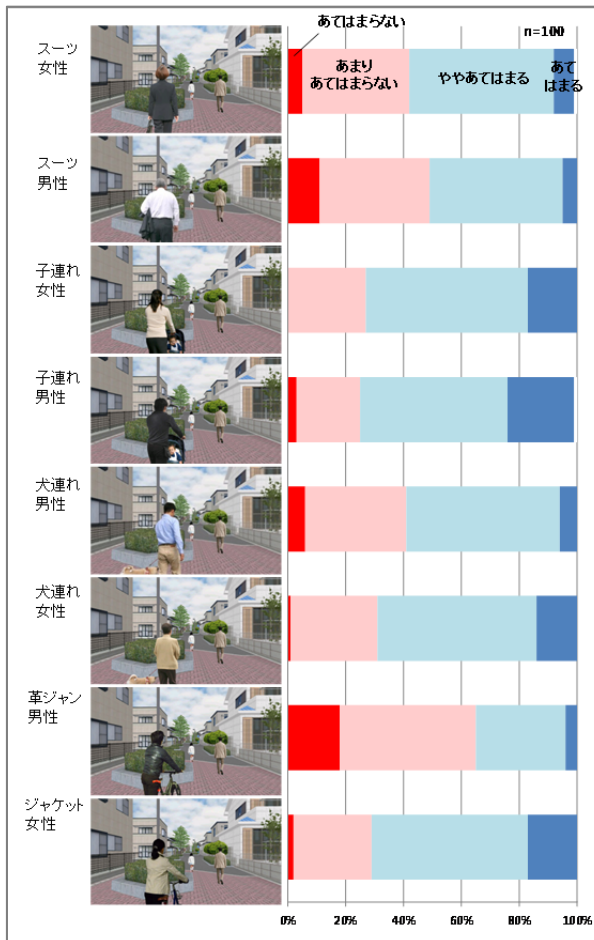 あてはまらない
n=100
スーツ
女性
あまり
あてはまらない
ややあてはまる
あて
はまる
スーツ
男性
子連れ
女性
子連れ
男性
犬連れ
男性
犬連れ
女性
革ジャン
男性
ジャケット
女性
0% 20% 40% 60% 80% 100%